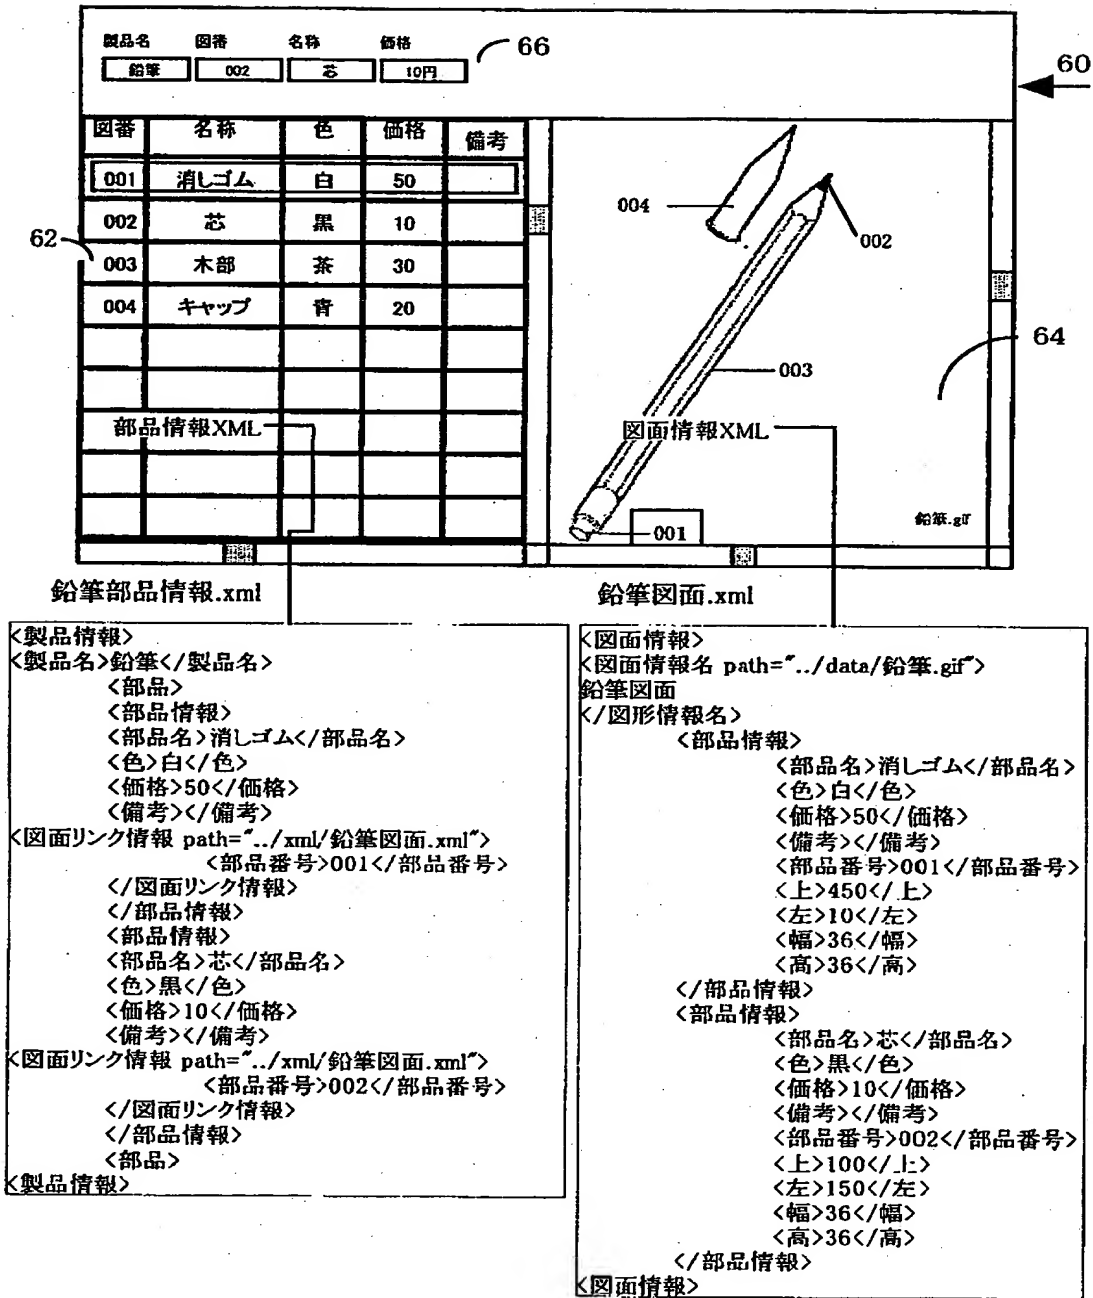 製品名 図番 名称 価格
鉛筆 002 芯 10円
66
60
図番 名称 色 価格 備考
001 消しゴム 白 50
002 芯 黒 10
003 木部 茶 30
004 キャップ 青 20
62
部品情報XML
004
002
003
001
64
図面情報XML
鉛筆.gif
鉛筆部品情報.xml
<製品情報>
<製品名>鉛筆</製品名>
<部品>
<部品情報>
<部品名>消しゴム</部品名>
<色>白</色>
<価格>50</価格>
<備考></備考>
<図面リンク情報 path="../xml/鉛筆図面.xml">
<部品番号>001</部品番号>
</図面リンク情報>
</部品情報>
<部品情報>
<部品名>芯</部品名>
<色>黒</色>
<価格>10</価格>
<備考></備考>
<図面リンク情報 path="../xml/鉛筆図面.xml">
<部品番号>002</部品番号>
</図面リンク情報>
</部品情報>
<部品>
<製品情報>
鉛筆図面.xml
<図面情報>
<図面情報名 path="../data/鉛筆.gif">
鉛筆図面
</図形情報名>
<部品情報>
<部品名>消しゴム</部品名>
<色>白</色>
<価格>50</価格>
<備考></備考>
<部品番号>001</部品番号>
<上>450</上>
<左>10</左>
<幅>36</幅>
<高>36</高>
</部品情報>
<部品情報>
<部品名>芯</部品名>
<色>黒</色>
<価格>10</価格>
<備考></備考>
<部品番号>002</部品番号>
<上>100</上>
<左>150</左>
<幅>36</幅>
<高>36</高>
</部品情報>
<図面情報>